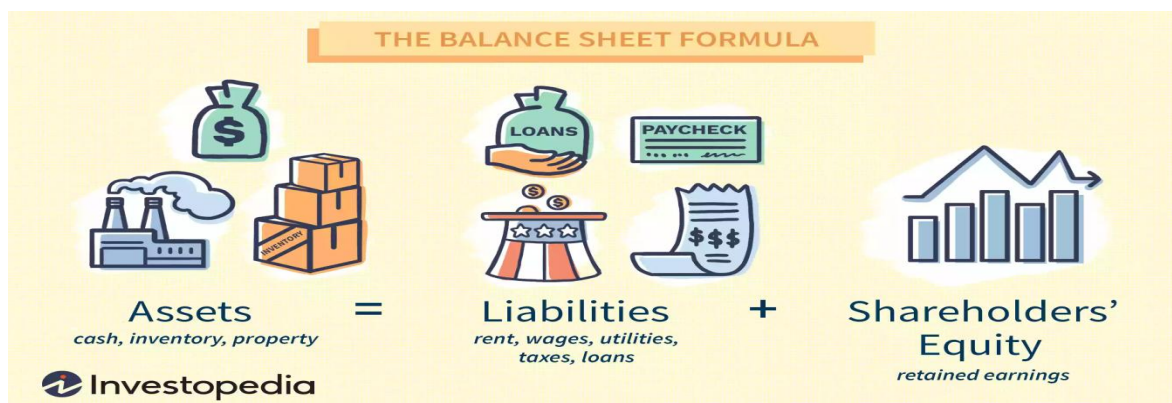 THE BALANCE SHEET FORMULA
$
LOANS
PAYCHECK
$ $
INVENTORY
$$$
Assets = Liabilities + Shareholders'
Equity
cash, inventory, property
rent, wages, utilities,
taxes, loans
retained earnings
Investopedia